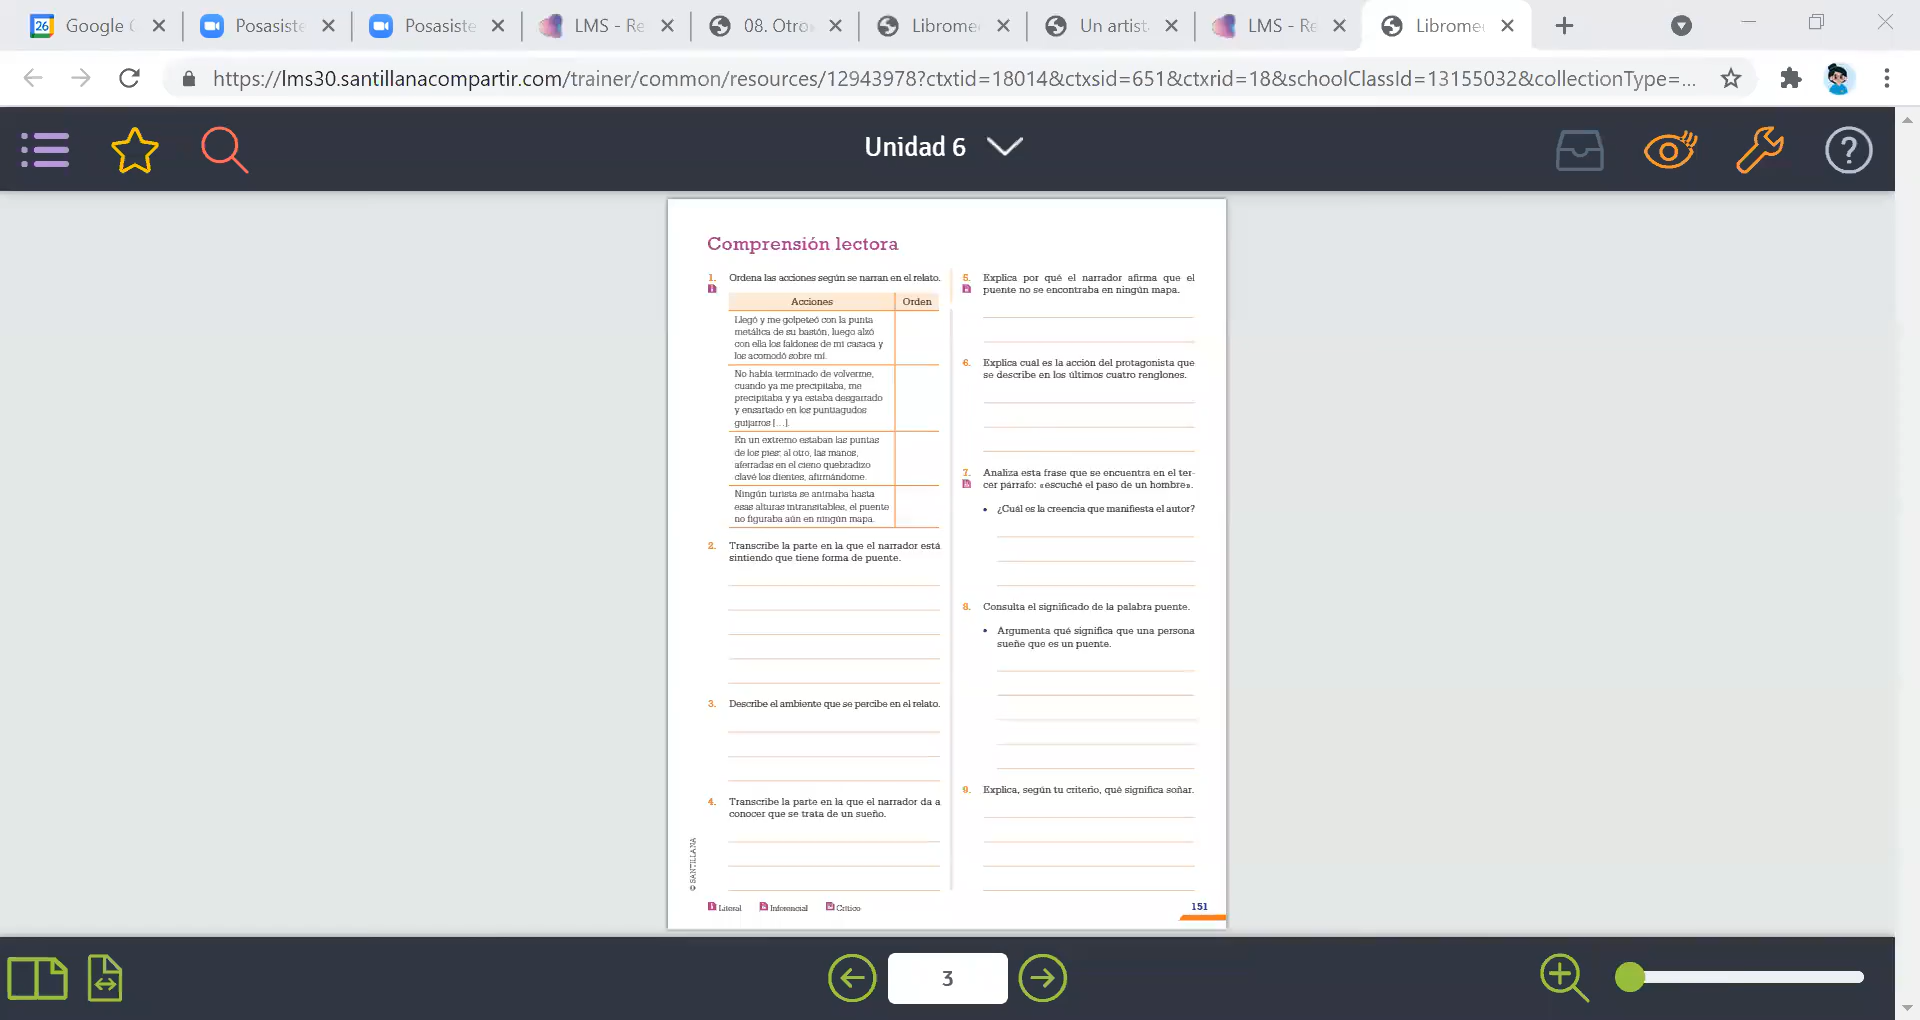 26 Google C
Posasiste
Posasiste
LMS - Re
08. Otro
Librome
Un artist
LMS - Re
Librome
https://lms30.santillanacompartir.com/trainer/common/resources/12943978?ctxtid=18014&ctxsid=651&ctxrid=18&schoolClassId=13155032&collectionType=...
Unidad 6
Comprensión lectora
1. Ordena las acciones según se narran en el relato.
Acciones Orden
Llegó y me golpeteó con la punta
metálica de su bastón, luego alzó
con ella los faldones de mi casaca y
los acomodó sobre mí.
No había terminado de volverme,
cuando ya me precipitaba, me
precipitaba y ya estaba desgarrado
y ensartado en los puntiagudos
guijarros [...].
En un extremo estaban las puntas
de los pies; al otro, las manos,
aferradas en el cieno quebradizo
clavé los dientes, afirmándome.
Ningún turista se animaba hasta
esas alturas intransitables, el puente
no figuraba aún en ningún mapa.
2. Transcribe la parte en la que el narrador está
sintiendo que tiene forma de puente.
3. Describe el ambiente que se percibe en el relato.
4. Transcribe la parte en la que el narrador da a
conocer que se trata de un sueño.
5. Explica por qué el narrador afirma que el
puente no se encontraba en ningún mapa.
6. Explica cuál es la acción del protagonista que
se describe en los últimos cuatro renglones.
7. Analiza esta frase que se encuentra en el ter-
cer párrafo: «escuché el paso de un hombre».
• ¿Cuál es la creencia que manifiesta el autor?
8. Consulta el significado de la palabra puente.
• Argumenta qué significa que una persona
sueñe que es un puente.
9. Explica, según tu criterio, qué significa soñar.
© SANTILLANA
Literal Inferencial Crítico
151
3